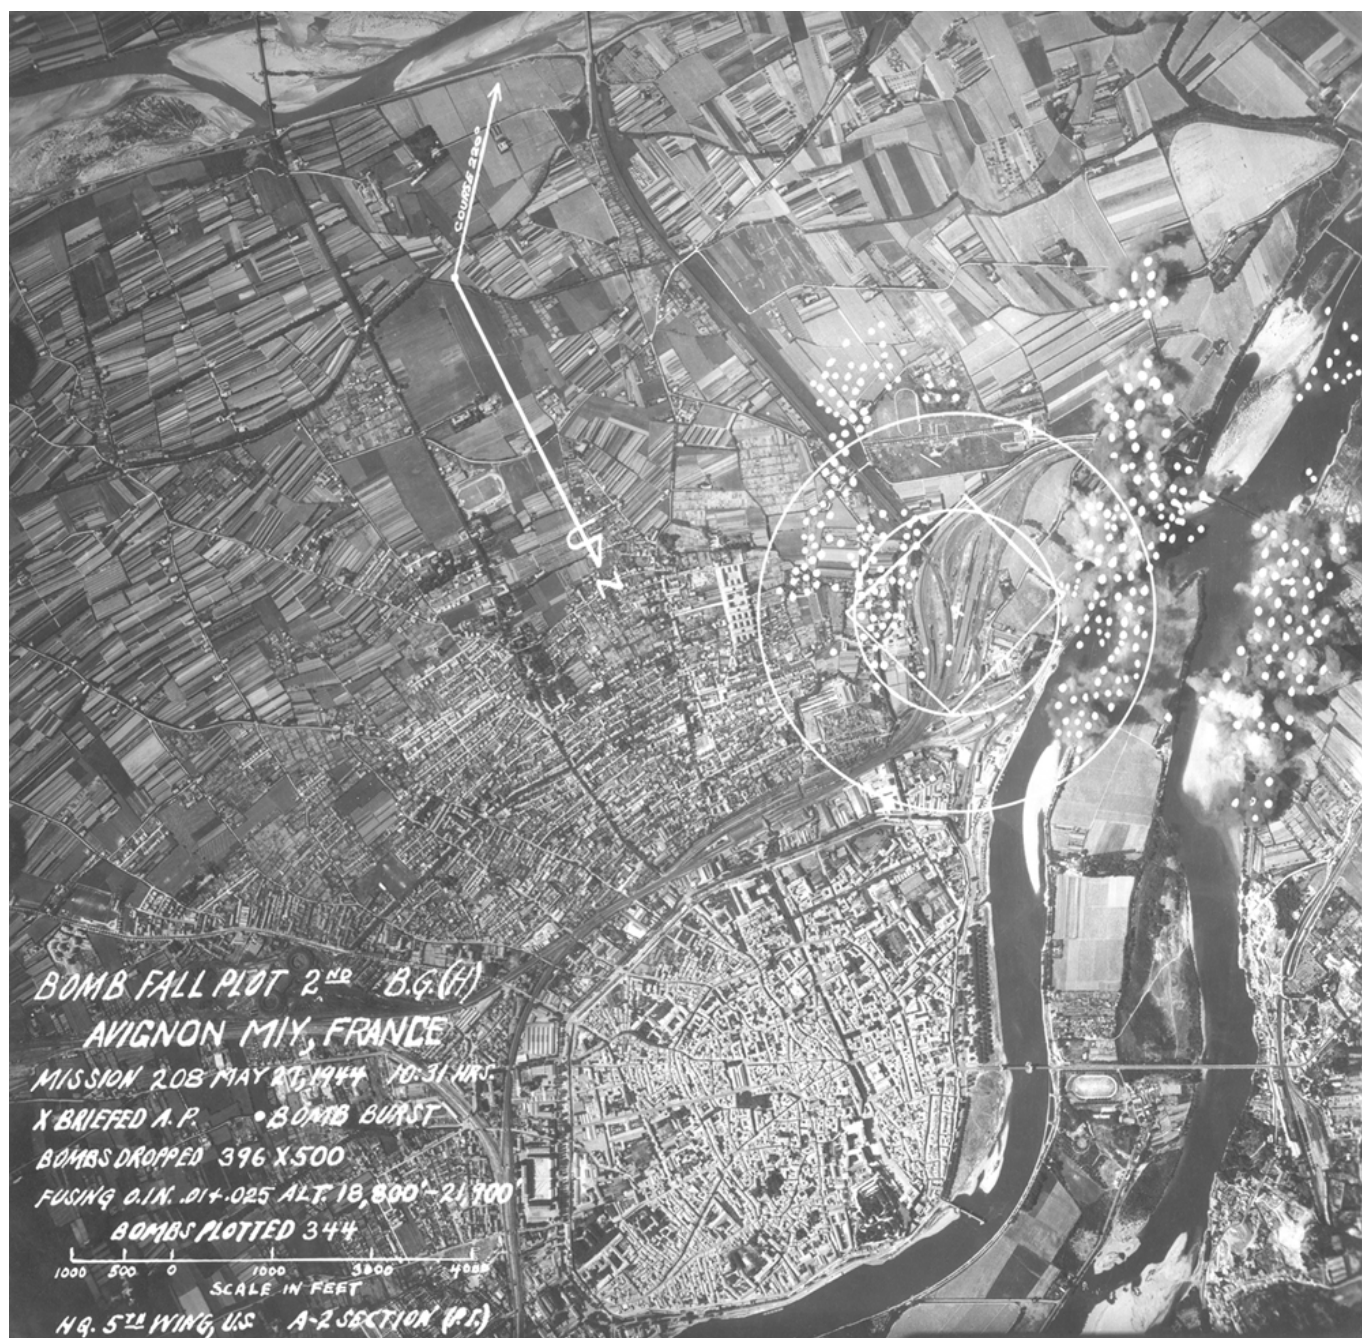 COURSE 220°
N
BOMB FALL PLOT 2ND B.G.(H)
AVIGNON M/Y, FRANCE
MISSION 208 MAY 27, 1944 10:31 HRS.
X BRIEFED A.P. • BOMB BURST
BOMBS DROPPED 396 X 500
FUSING 0.1N .01+.025 ALT. 18,800'-21,900'
BOMBS PLOTTED 344
1000 500 0 1000 3000 4000
SCALE IN FEET
HQ. 5TH WING, U.S A-2 SECTION (P.I.)